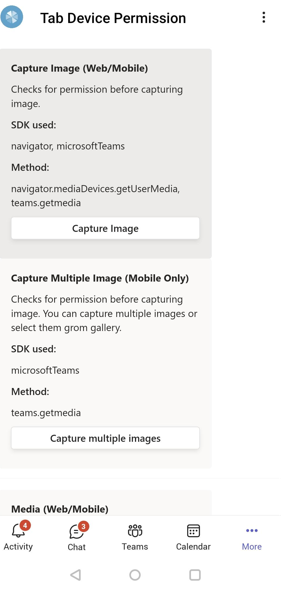 Tab Device Permission
Capture Image (Web/Mobile)
Checks for permission before capturing
image.
SDK used:
navigator, microsoftTeams
Method:
navigator.mediaDevices.getUserMedia,
teams.getmedia
Capture Image
Capture Multiple Image (Mobile Only)
Checks for permission before capturing
image. You can capture multiple images or
select them grom gallery.
SDK used:
microsoftTeams
Method:
teams.getmedia
Capture multiple images
Media (Web/Mobile)
4
3
Activity
Chat
Teams
Calendar
More